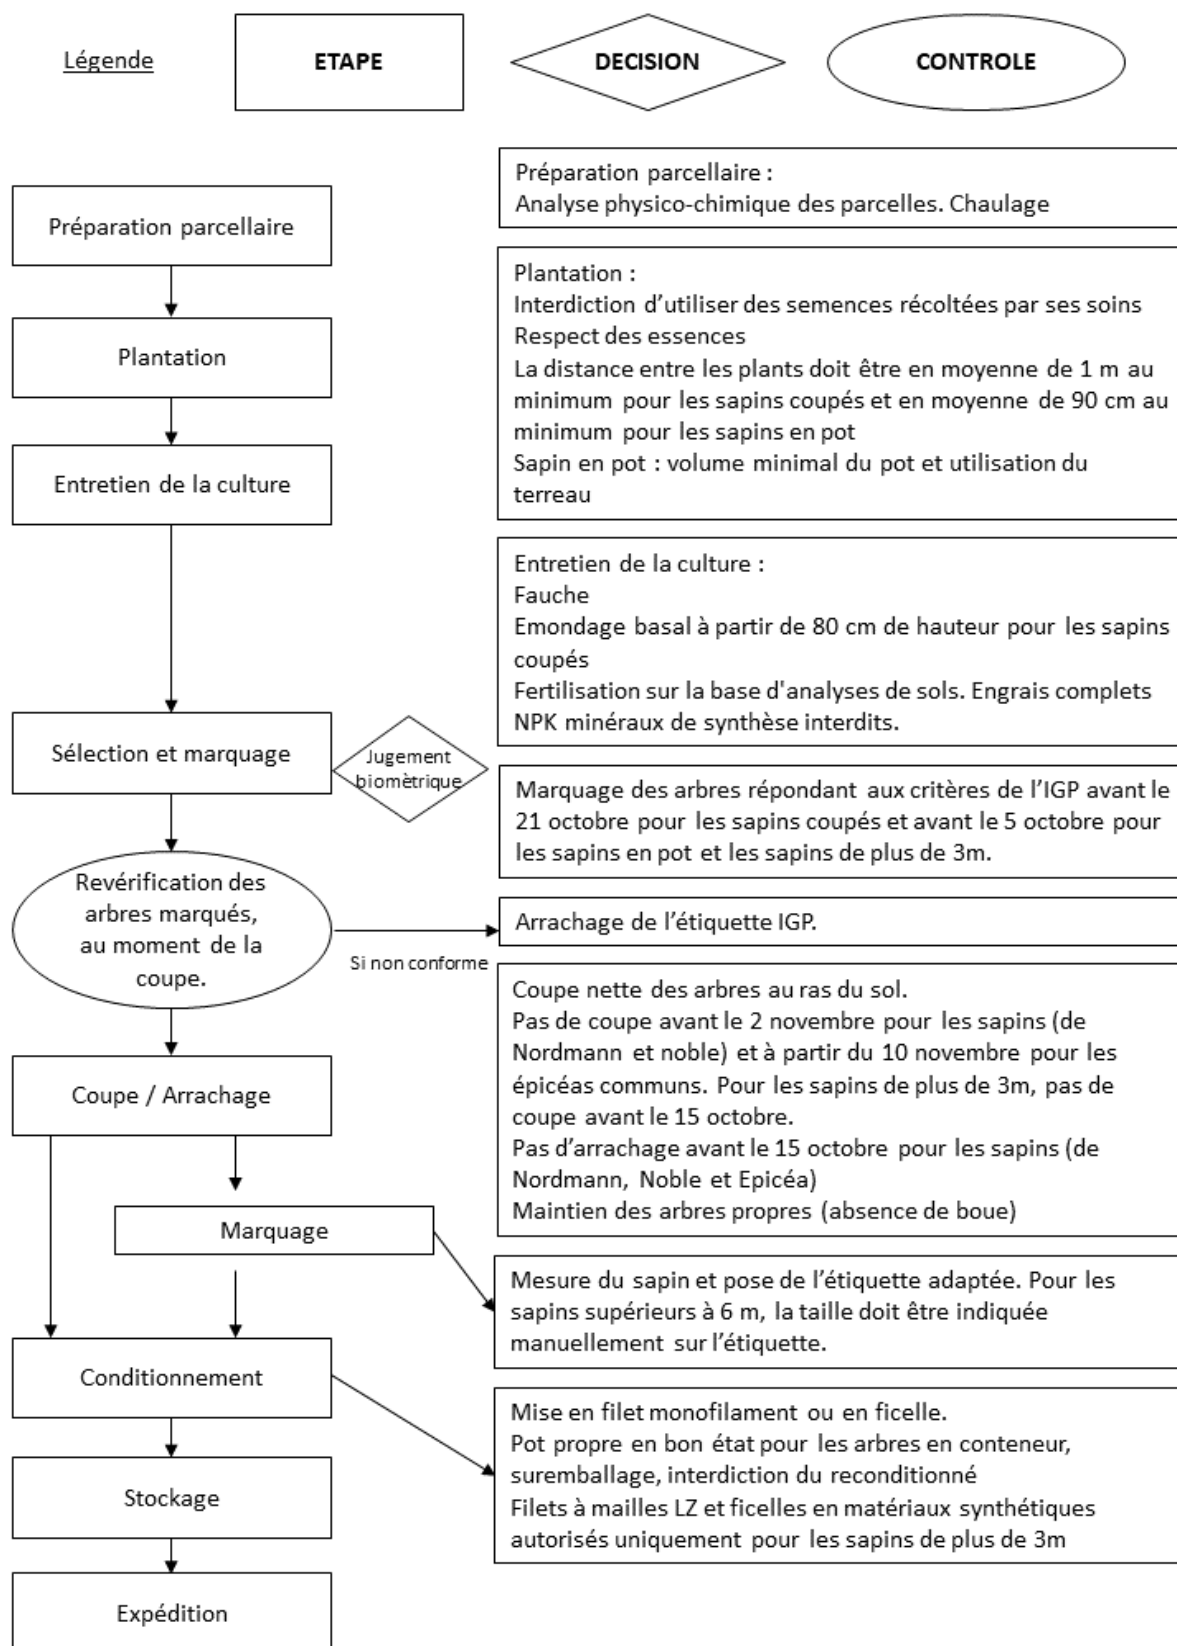 Légende
ETAPE
DECISION
CONTROLE
Préparation parcellaire
Préparation parcellaire :
Analyse physico-chimique des parcelles. Chaulage
Plantation
Plantation :
Interdiction d’utiliser des semences récoltées par ses soins
Respect des essences
La distance entre les plants doit être en moyenne de 1 m au
minimum pour les sapins coupés et en moyenne de 90 cm au
minimum pour les sapins en pot
Sapin en pot : volume minimal du pot et utilisation du
terreau
Entretien de la culture
Entretien de la culture :
Fauche
Emondage basal à partir de 80 cm de hauteur pour les sapins
coupés
Fertilisation sur la base d'analyses de sols. Engrais complets
NPK minéraux de synthèse interdits.
Sélection et marquage
Jugement
biomètrique
Marquage des arbres répondant aux critères de l’IGP avant le
21 octobre pour les sapins coupés et avant le 5 octobre pour
les sapins en pot et les sapins de plus de 3m.
Revérification des
arbres marqués,
au moment de la
coupe.
Si non conforme
Arrachage de l’étiquette IGP.
Coupe / Arrachage
Coupe nette des arbres au ras du sol.
Pas de coupe avant le 2 novembre pour les sapins (de
Nordmann et noble) et à partir du 10 novembre pour les
épicéas communs. Pour les sapins de plus de 3m, pas de
coupe avant le 15 octobre.
Pas d’arrachage avant le 15 octobre pour les sapins (de
Nordmann, Noble et Epicéa)
Maintien des arbres propres (absence de boue)
Marquage
Mesure du sapin et pose de l’étiquette adaptée. Pour les
sapins supérieurs à 6 m, la taille doit être indiquée
manuellement sur l’étiquette.
Conditionnement
Mise en filet monofilament ou en ficelle.
Pot propre en bon état pour les arbres en conteneur,
suremballage, interdiction du reconditionné
Filets à mailles LZ et ficelles en matériaux synthétiques
autorisés uniquement pour les sapins de plus de 3m
Stockage
Expédition